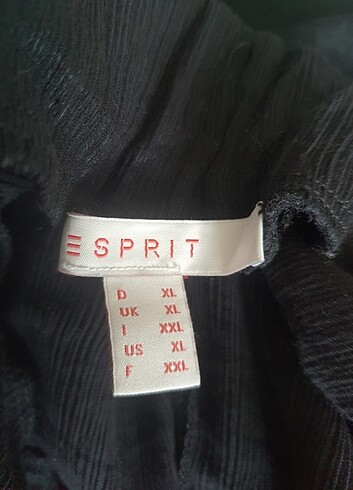 ESPRIT
D XL
UK XL
I XXL
US XL
F XXL